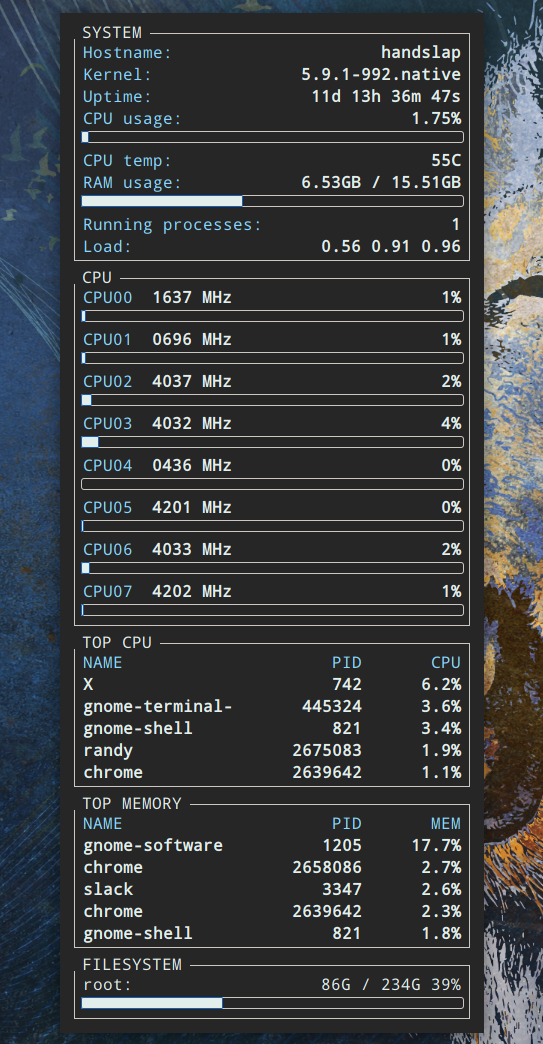 SYSTEM
Hostname: handslap
Kernel: 5.9.1-992.native
Uptime: 11d 13h 36m 47s
CPU usage: 1.75%
CPU temp: 55C
RAM usage: 6.53GB / 15.51GB
Running processes: 1
Load: 0.56 0.91 0.96
CPU
CPU00 1637 MHz 1%
CPU01 0696 MHz 1%
CPU02 4037 MHz 2%
CPU03 4032 MHz 4%
CPU04 0436 MHz 0%
CPU05 4201 MHz 0%
CPU06 4033 MHz 2%
CPU07 4202 MHz 1%
TOP CPU
NAME PID CPU
X 742 6.2%
gnome-terminal- 445324 3.6%
gnome-shell 821 3.4%
randy 2675083 1.9%
chrome 2639642 1.1%
TOP MEMORY
NAME PID MEM
gnome-software 1205 17.7%
chrome 2658086 2.7%
slack 3347 2.6%
chrome 2639642 2.3%
gnome-shell 821 1.8%
FILESYSTEM
root: 86G / 234G 39%